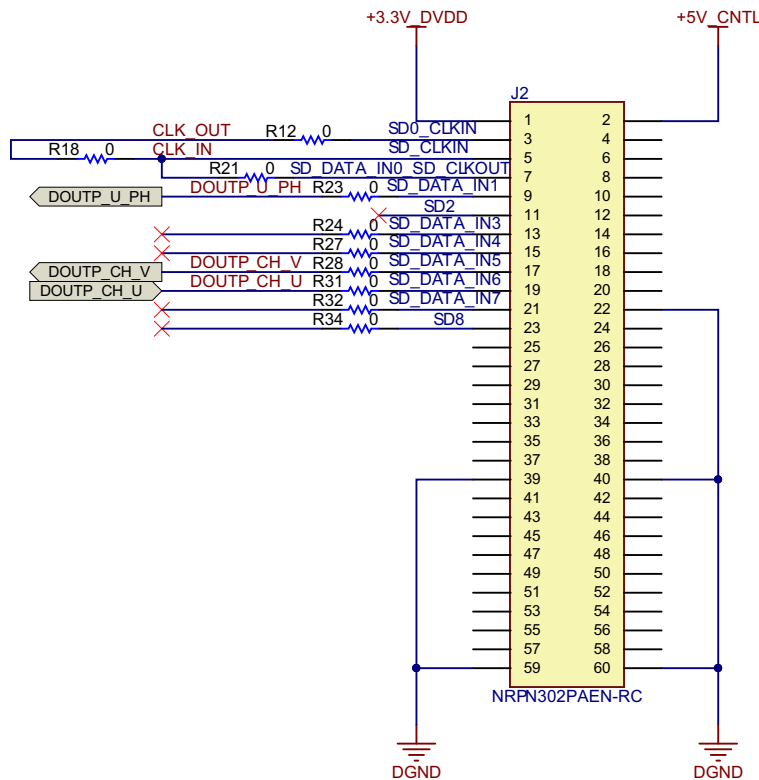 +3.3V_DVDD +5V_CNTL
J2
CLK_OUT R12 0 SD0_CLKIN 1 2
R18 0 CLK_IN SD_CLKIN 3 4
R21 0 SD_DATA_IN0_SD_CLKOUT 5 6
DOUTP_U_PH R23 0 SD_DATA_IN1 7 8
DOUTP_U_PH 9 10
SD2 11 12
R24 0 SD_DATA_IN3 13 14
R27 0 SD_DATA_IN4 15 16
DOUTP_CH_V DOUTP_CH_V R28 0 SD_DATA_IN5 17 18
DOUTP_CH_U DOUTP_CH_U R31 0 SD_DATA_IN6 19 20
R32 0 SD_DATA_IN7 21 22
R34 0 SD8 23 24
25 26
27 28
29 30
31 32
33 34
35 36
37 38
39 40
41 42
43 44
45 46
47 48
49 50
51 52
53 54
55 56
57 58
59 60
NRPN302PAEN-RC
DGND DGND